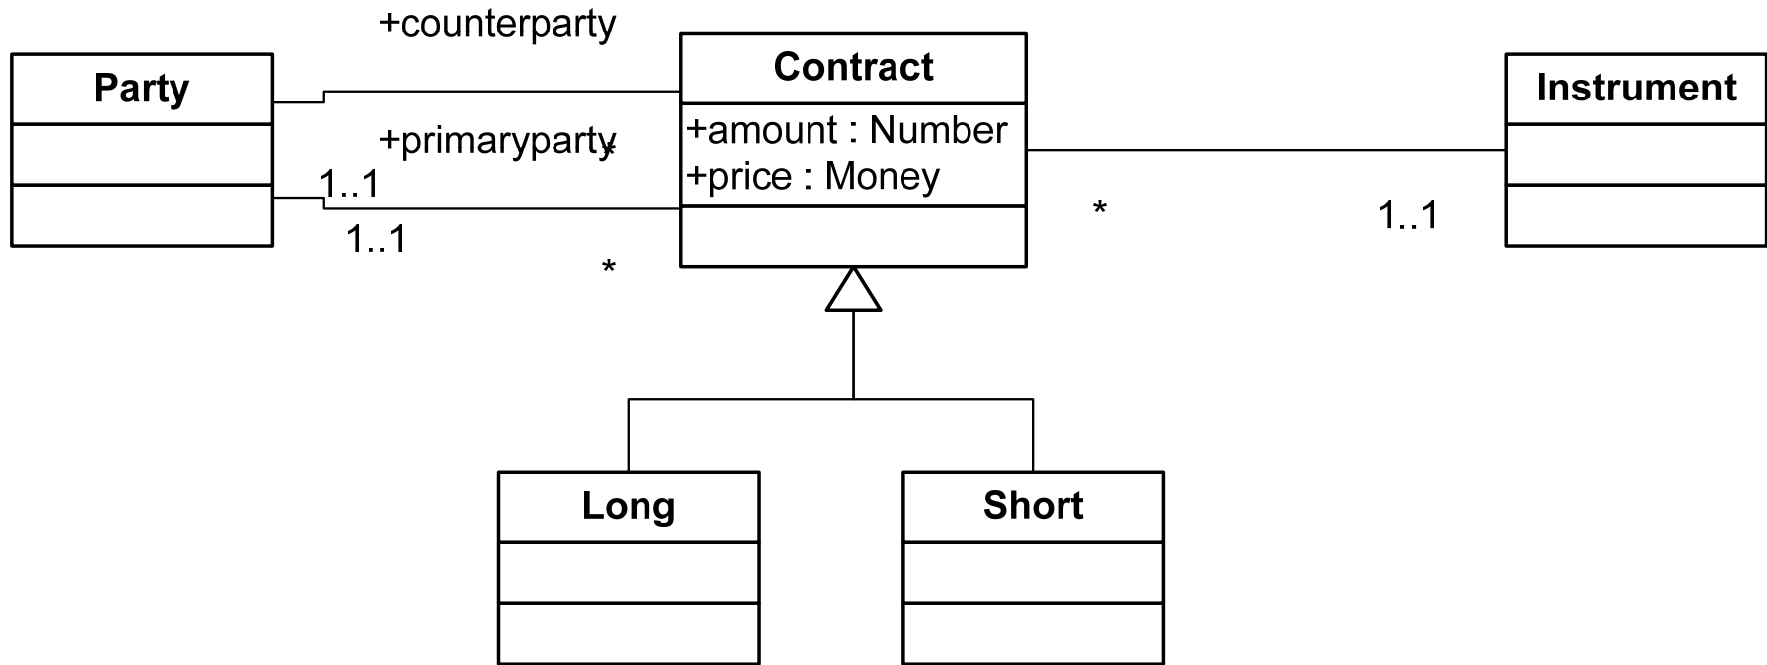 +counterparty
Party
Contract
Instrument
+amount : Number
+primaryparty
*
+price : Money
1..1
*
1..1
1..1
*
Long
Short